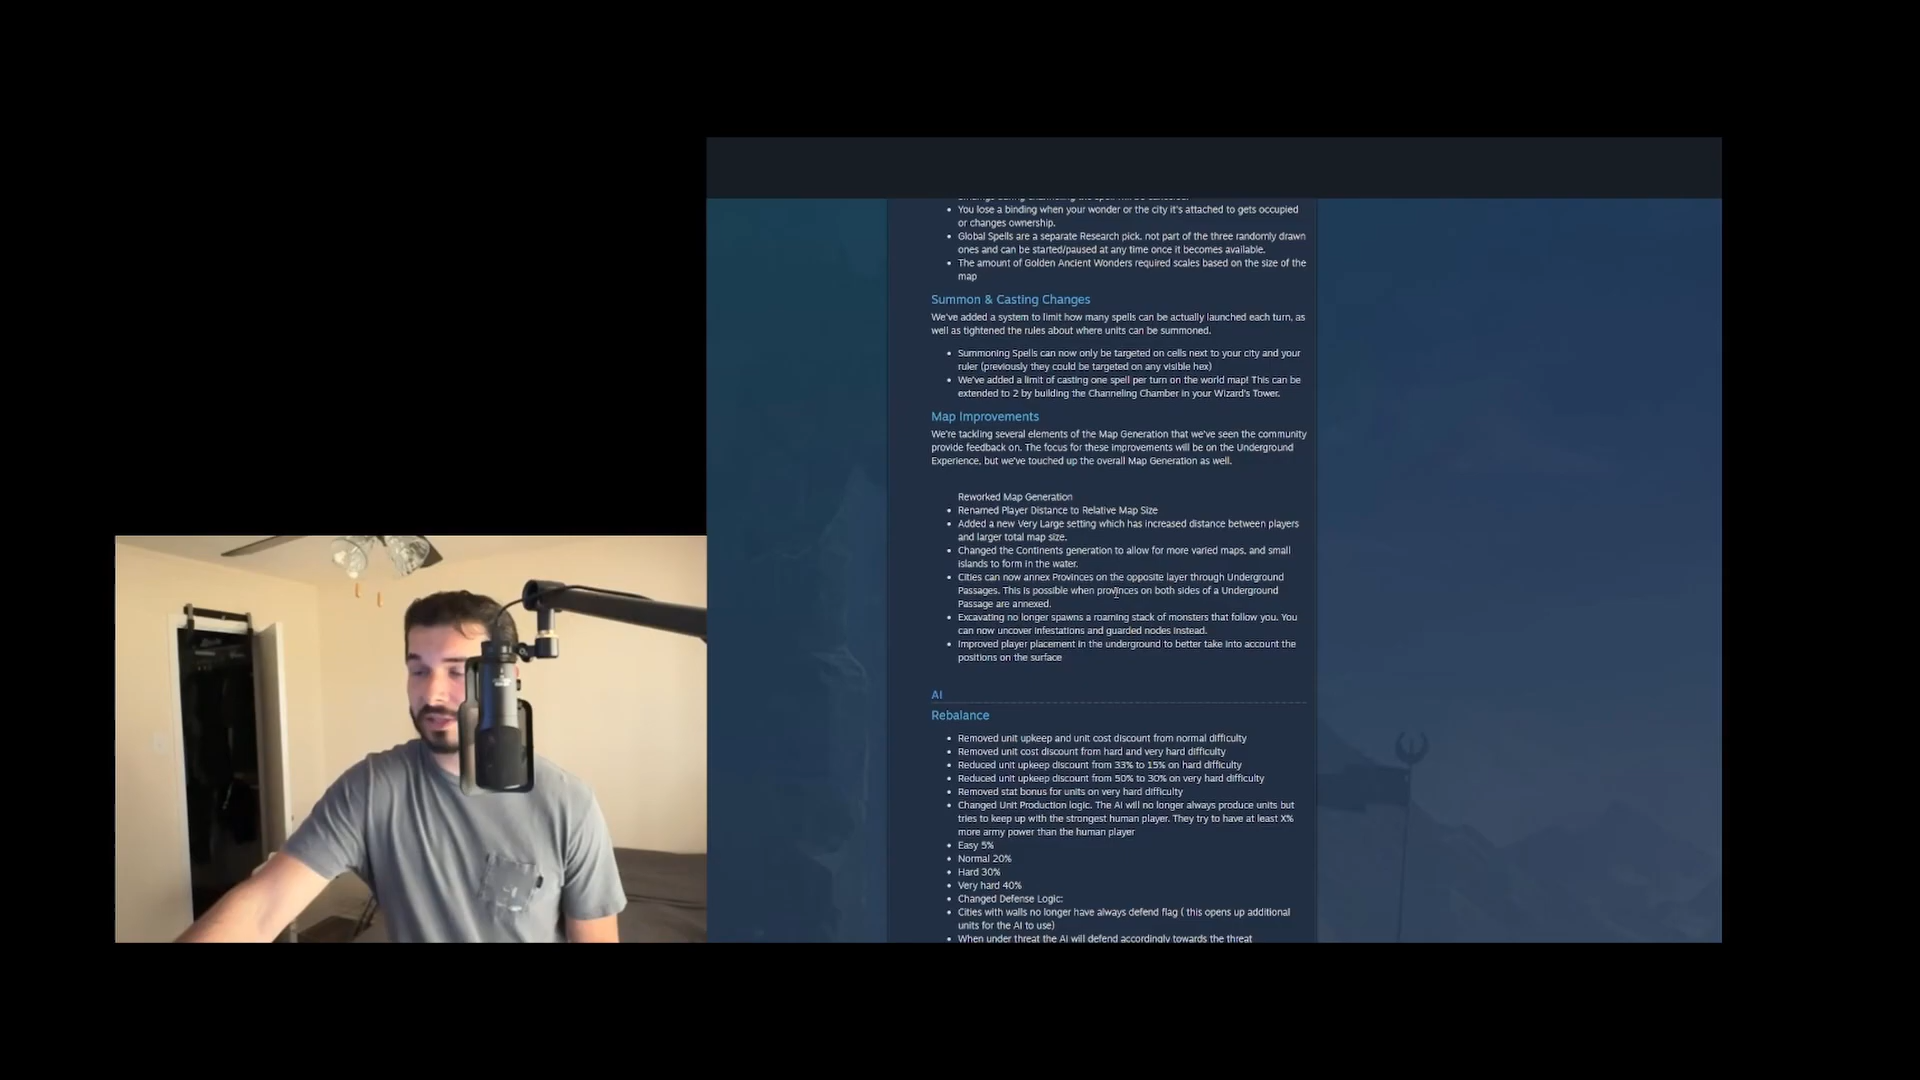 You lose a binding when your wonder or the city it's attached to gets occupied
or changes ownership.
Global Spells are a separate Research pick, not part of the three randomly drawn
ones and can be started/paused at any time once it becomes available.
The amount of Golden Ancient Wonders required scales based on the size of the
map
Summon & Casting Changes
We've added a system to limit how many spells can be actually launched each turn, as
well as tightened the rules about where units can be summoned.
Summoning Spells can now only be targeted on cells next to your city and your
ruler (previously they could be targeted on any visible hex)
We've added a limit of casting one spell per turn on the world map! This can be
extended to 2 by building the Channeling Chamber in your Wizard's Tower.
Map Improvements
We're tackling several elements of the Map Generation that we've seen the community
provide feedback on. The focus for these improvements will be on the Underground
Experience, but we've touched up the overall Map Generation as well.
Reworked Map Generation
Renamed Player Distance to Relative Map Size
Added a new Very Large setting which has increased distance between players
and larger total map size.
Changed the Continents generation to allow for more varied maps, and small
islands to form in the water.
Cities can now annex Provinces on the opposite layer through Underground
Passages. This is possible when provinces on both sides of a Underground
Passage are annexed.
Excavating no longer spawns a roaming stack of monsters that follow you. You
can now uncover infestations and guarded nodes instead.
Improved player placement in the underground to better take into account the
positions on the surface
AI
Rebalance
Removed unit upkeep and unit cost discount from normal difficulty
Removed unit cost discount from hard and very hard difficulty
Reduced unit upkeep discount from 33% to 15% on hard difficulty
Reduced unit upkeep discount from 50% to 30% on very hard difficulty
Removed stat bonus for units on very hard difficulty
Changed Unit Production logic. The AI will no longer always produce units but
tries to keep up with the strongest human player. They try to have at least X%
more army power than the human player
Easy 5%
Normal 20%
Hard 30%
Very hard 40%
Changed Defense Logic:
Cities with walls no longer have always defend flag ( this opens up additional
units for the AI to use)
When under threat the AI will defend accordingly towards the threat